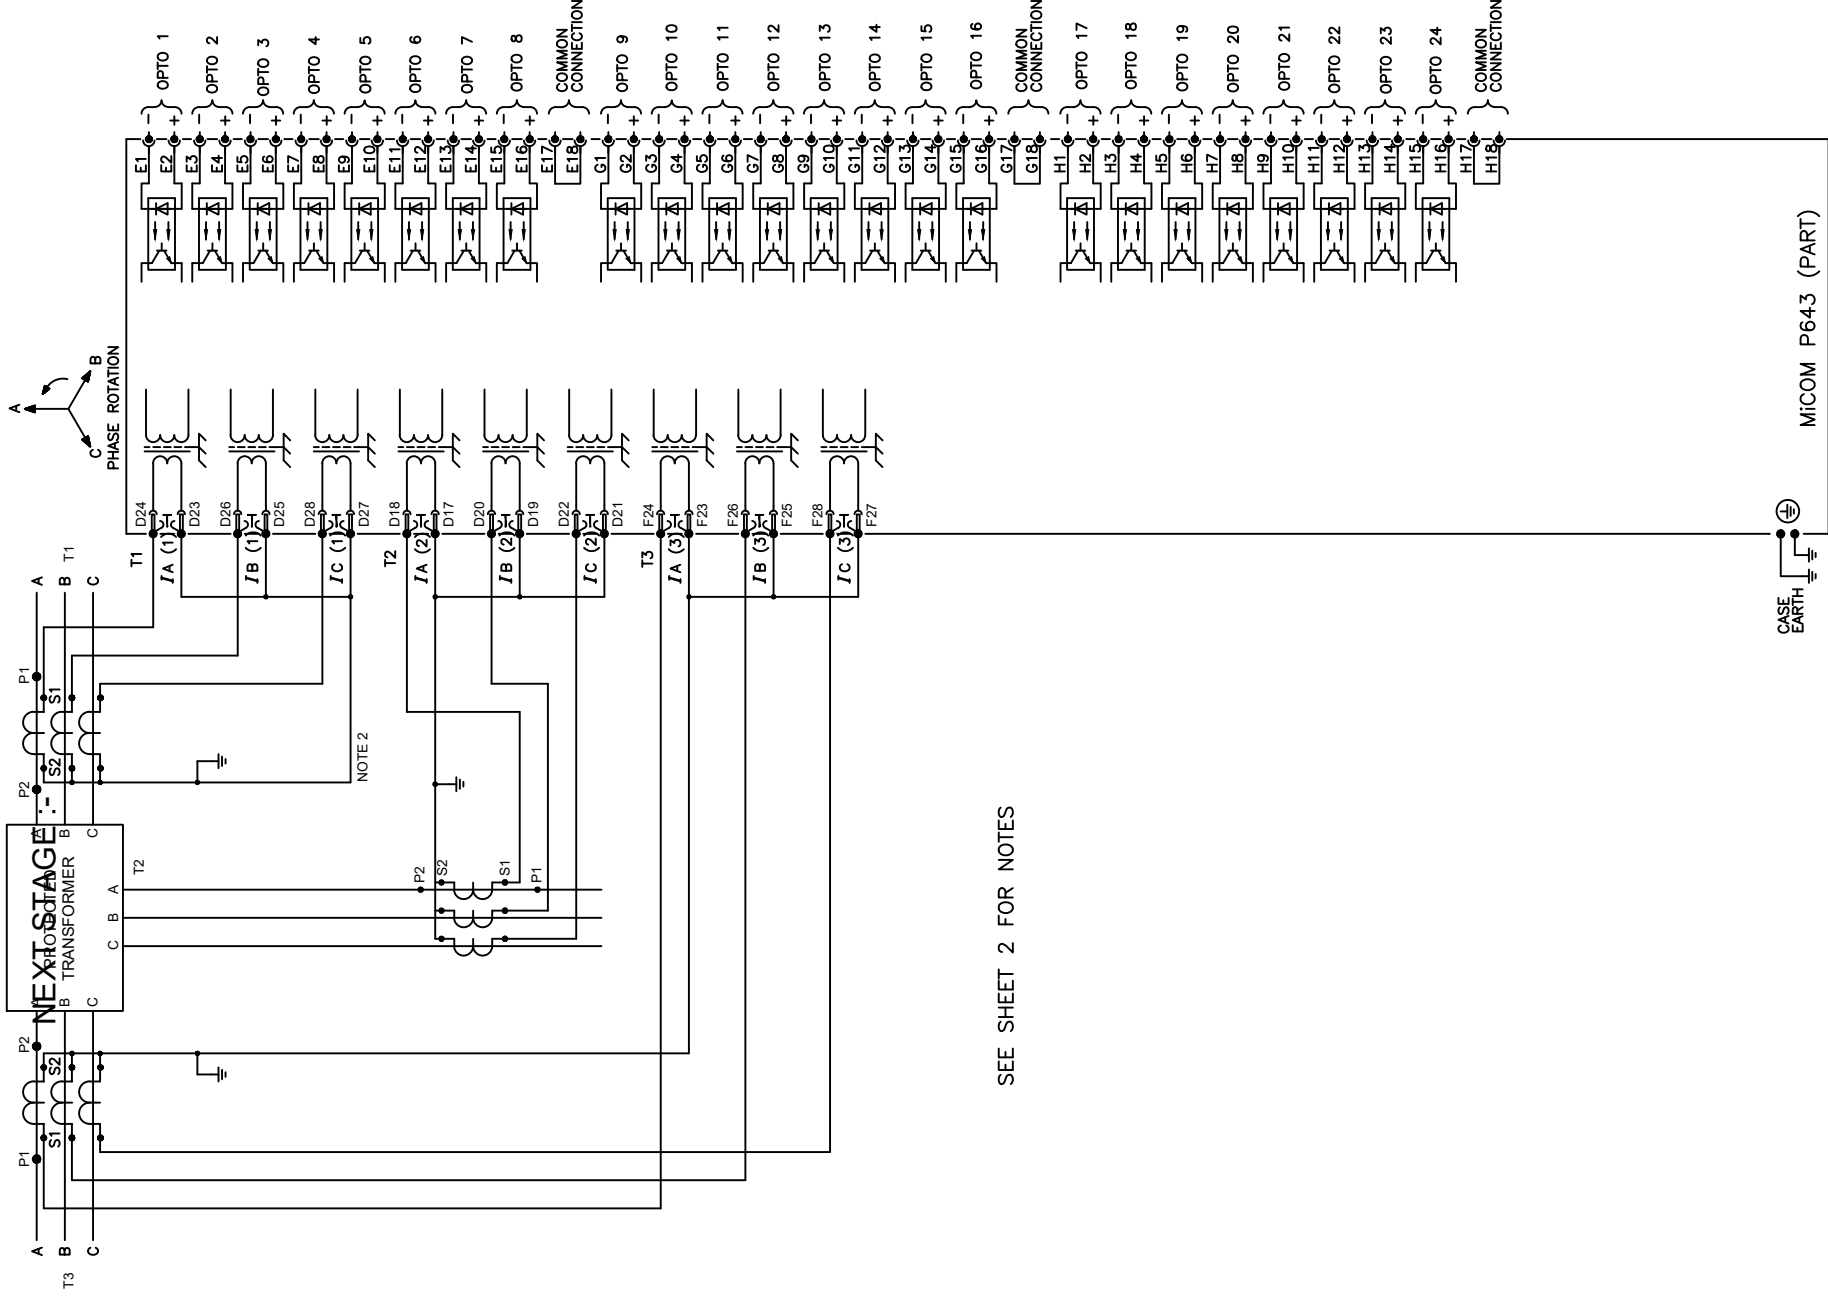 OPTO 1
OPTO 2
OPTO 3
OPTO 4
OPTO 5
OPTO 6
OPTO 7
OPTO 8
COMMON
CONNECTION
OPTO 9
OPTO 10
OPTO 11
OPTO 12
OPTO 13
OPTO 14
OPTO 15
OPTO 16
COMMON
CONNECTION
OPTO 17
OPTO 18
OPTO 19
OPTO 20
OPTO 21
OPTO 22
OPTO 23
OPTO 24
COMMON
CONNECTION
- + - + - + - + - + - + - + - +
- + - + - + - + - + - + - + - +
- + - + - + - + - + - + - + - +
E1 E2 E3 E4 E5 E6 E7 E8 E9 E10 E11 E12 E13 E14 E15 E16 E17 E18
G1 G2 G3 G4 G5 G6 G7 G8 G9 G10 G11 G12 G13 G14 G15 G16 G17 G18
H1 H2 H3 H4 H5 H6 H7 H8 H9 H10 H11 H12 H13 H14 H15 H16 H17 H18
A
B
C
PHASE ROTATION
MiCOM P643 (PART)
D24 D23 D26 D25 D28 D27 D18 D17 D20 D19 D22 D21 F24 F23 F26 F25 F28 F27
T1
IA (1)
IB (1)
IC (1)
T2
IA (2)
IB (2)
IC (2)
T3
IA (3)
IB (3)
IC (3)
CASE
EARTH
A
B T1
C
P1
S1
S2
P2
NOTE 2
NEXT STAGE :-
PROTECTED
TRANSFORMER
A
B
C
T2
A
B
C
A
B
C
P2
S2
S1
P1
P2
S2
S1
P1
A
B
C
T3
SEE SHEET 2 FOR NOTES